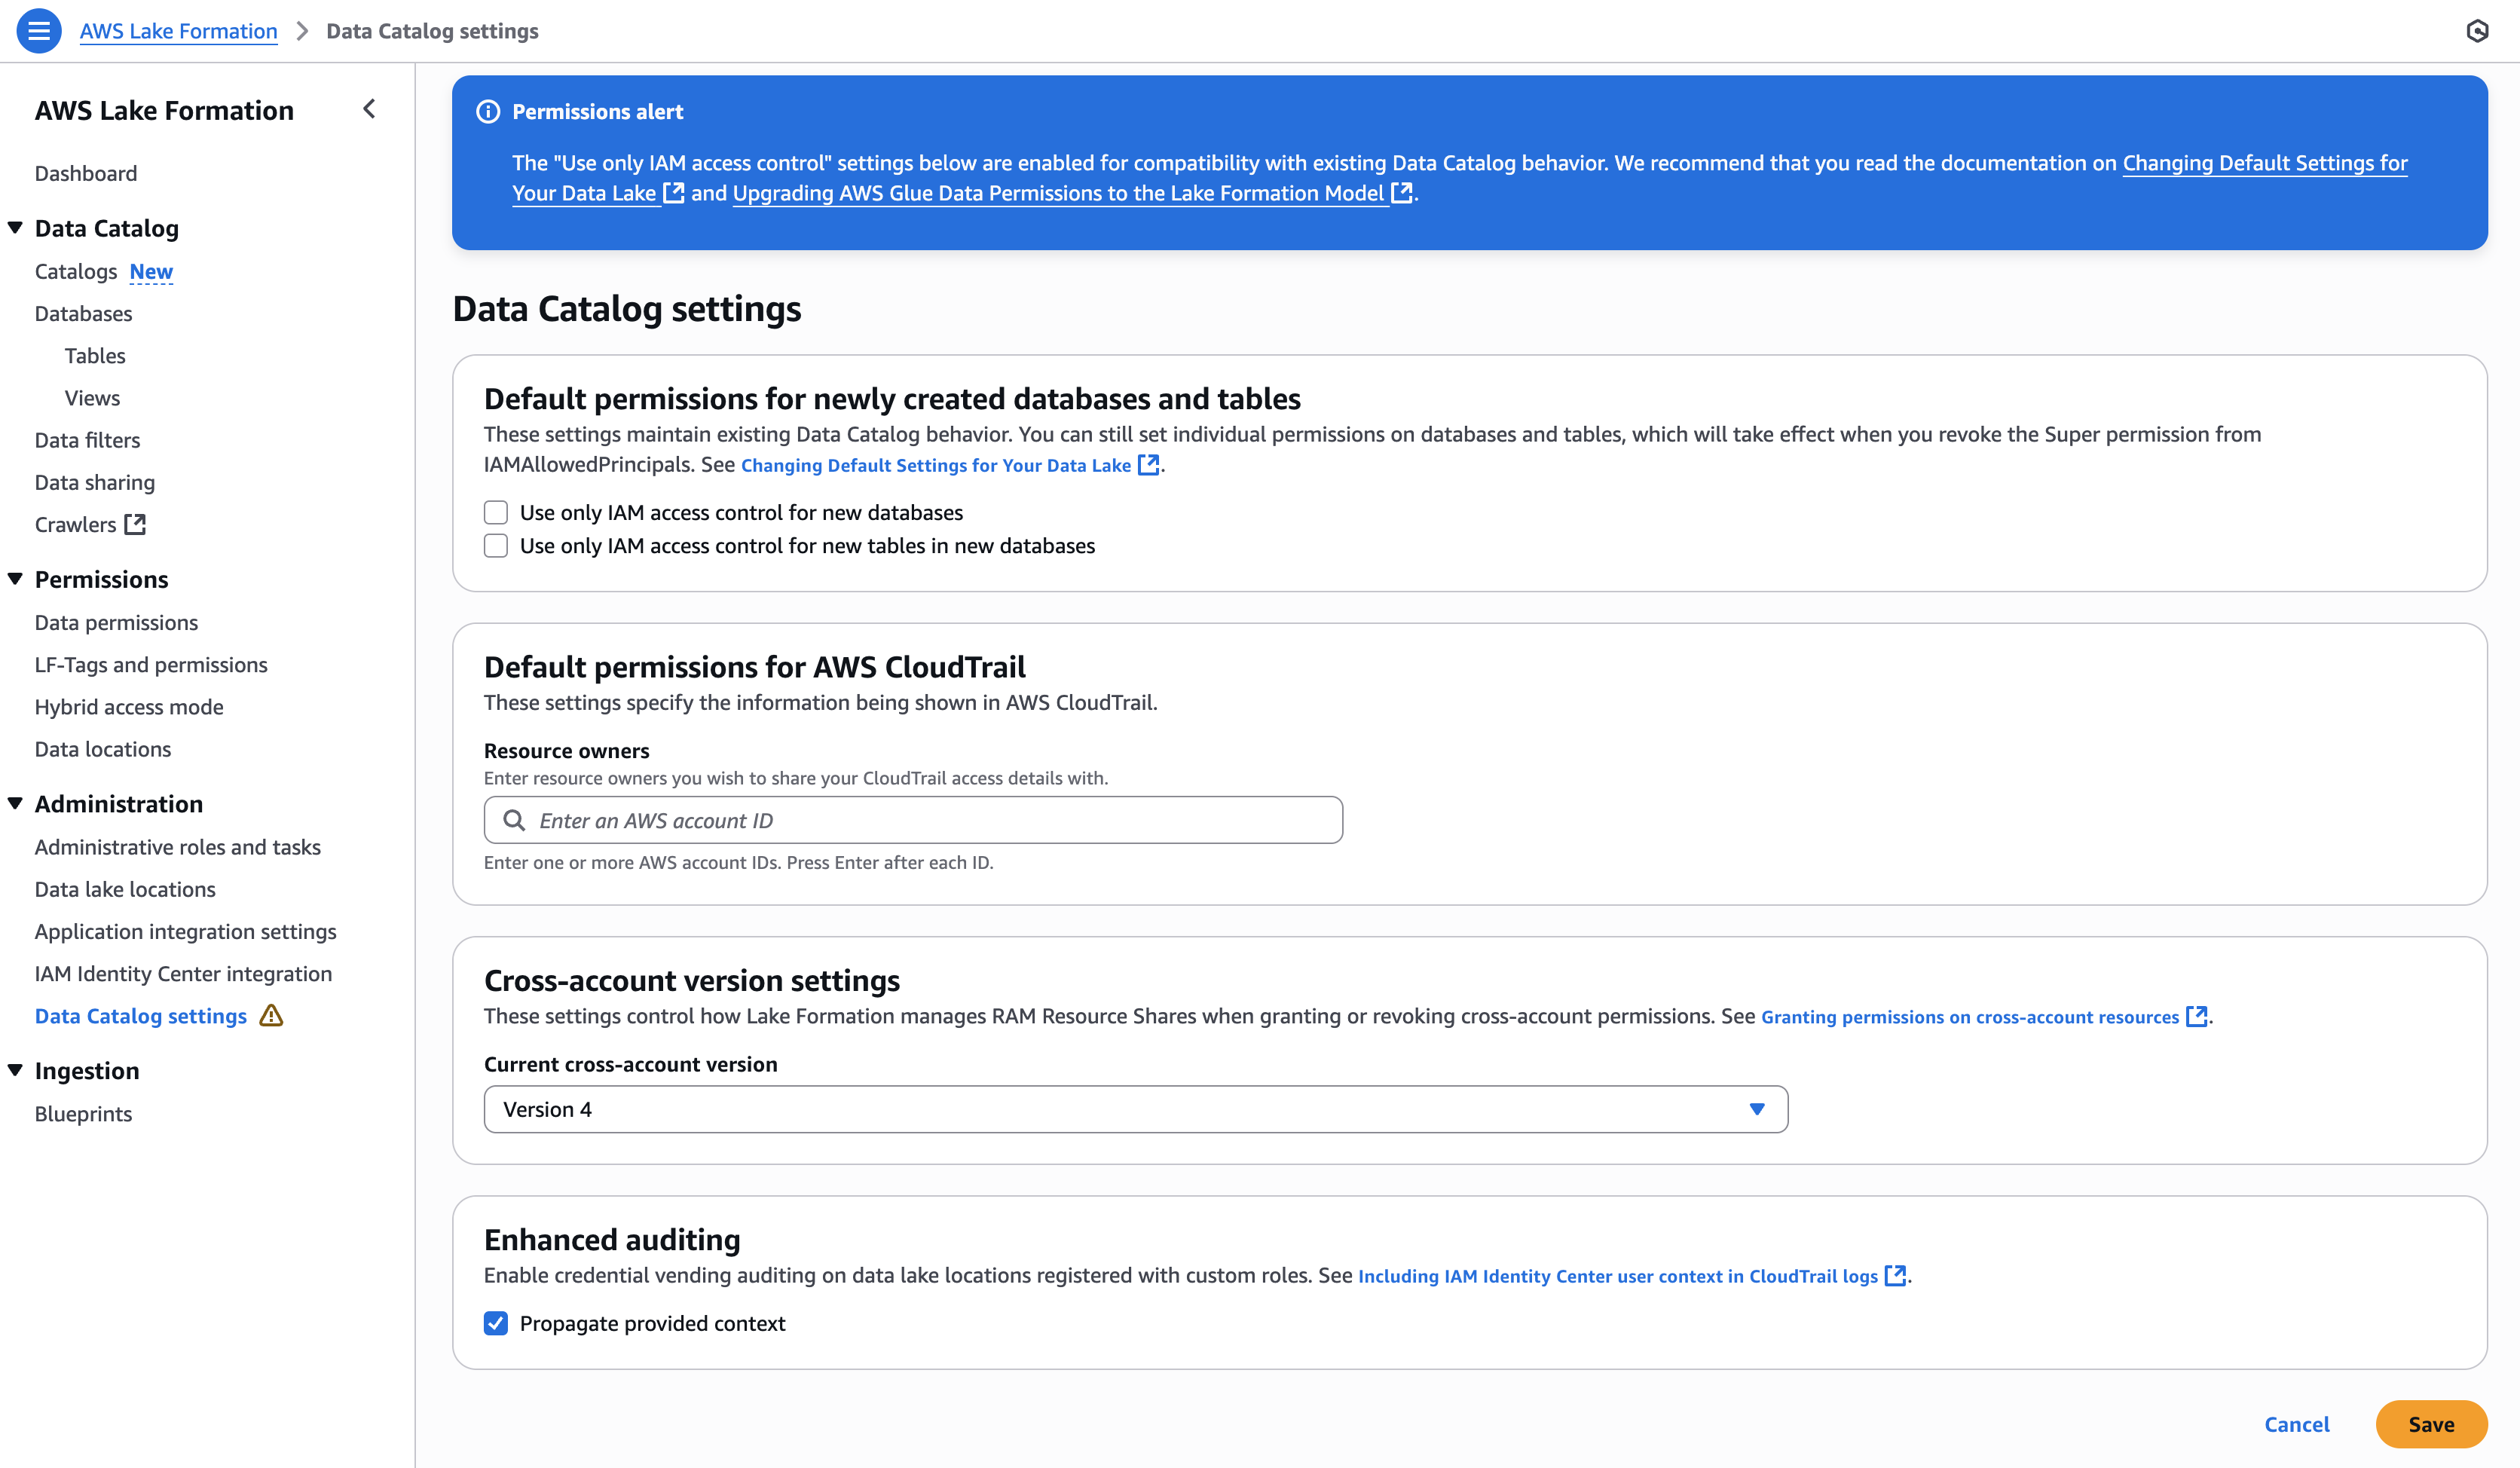 AWS Lake Formation > Data Catalog settings
AWS Lake Formation
Dashboard
Data Catalog
Catalogs New
Databases
Tables
Views
Data filters
Data sharing
Crawlers
Permissions
Data permissions
LF-Tags and permissions
Hybrid access mode
Data locations
Administration
Administrative roles and tasks
Data lake locations
Application integration settings
IAM Identity Center integration
Data Catalog settings
Ingestion
Blueprints
Permissions alert
The "Use only IAM access control" settings below are enabled for compatibility with existing Data Catalog behavior. We recommend that you read the documentation on Changing Default Settings for
Your Data Lake and Upgrading AWS Glue Data Permissions to the Lake Formation Model.
Data Catalog settings
Default permissions for newly created databases and tables
These settings maintain existing Data Catalog behavior. You can still set individual permissions on databases and tables, which will take effect when you revoke the Super permission from
IAMAllowedPrincipals. See Changing Default Settings for Your Data Lake.
Use only IAM access control for new databases
Use only IAM access control for new tables in new databases
Default permissions for AWS CloudTrail
These settings specify the information being shown in AWS CloudTrail.
Resource owners
Enter resource owners you wish to share your CloudTrail access details with.
Enter an AWS account ID
Enter one or more AWS account IDs. Press Enter after each ID.
Cross-account version settings
These settings control how Lake Formation manages RAM Resource Shares when granting or revoking cross-account permissions. See Granting permissions on cross-account resources.
Current cross-account version
Version 4
Enhanced auditing
Enable credential vending auditing on data lake locations registered with custom roles. See Including IAM Identity Center user context in CloudTrail logs.
Propagate provided context
Cancel
Save